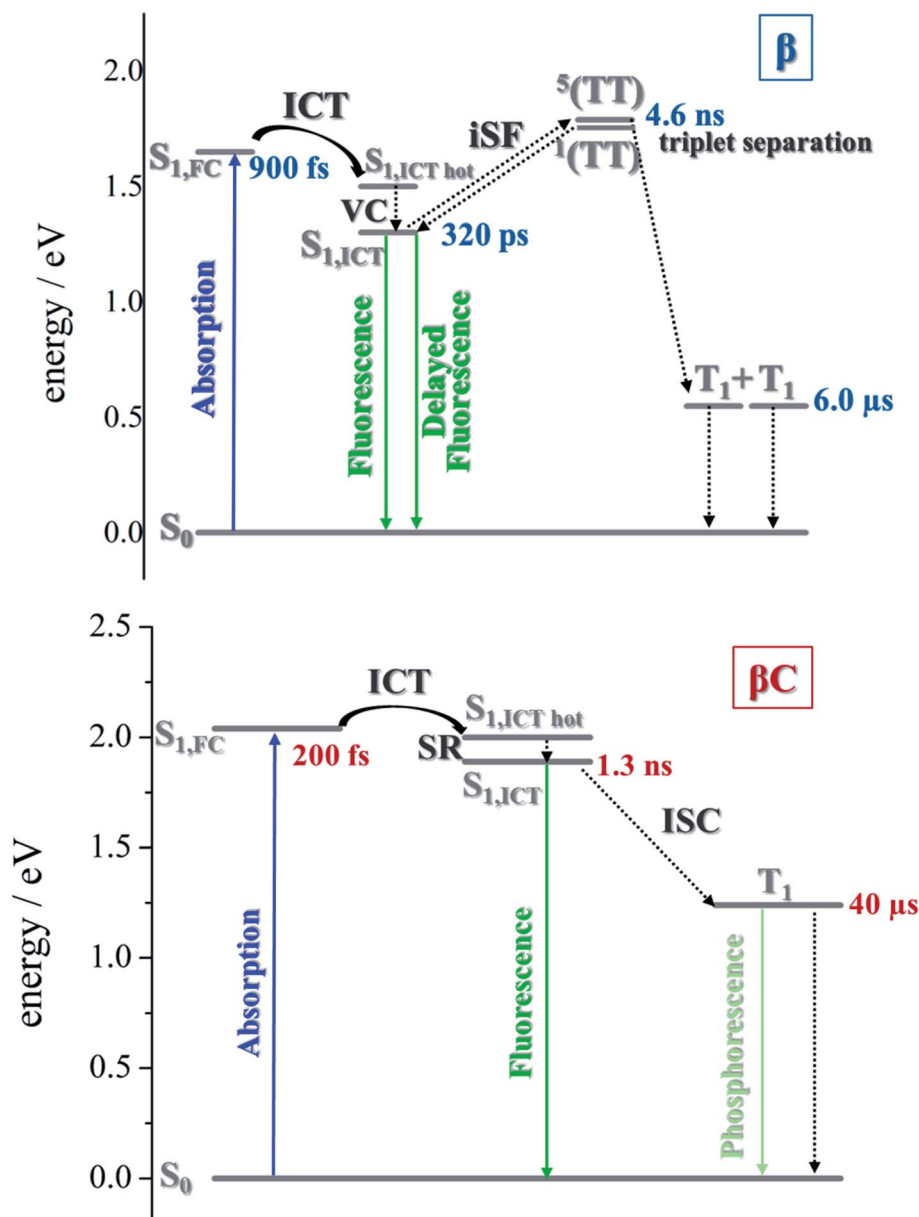 β
2.0
ICT
⁵(TT)
4.6 ns
iSF
triplet separation
¹(TT)
S₁,FC
900 fs
S₁,ICT hot
1.5
VC
S₁,ICT
320 ps
1.0
energy / eV
Absorption
Fluorescence
Delayed
Fluorescence
T₁ + T₁
6.0 µs
0.5
0.0
S₀
2.5
βC
ICT
S₁,FC
S₁,ICT hot
2.0
200 fs
SR
1.3 ns
S₁,ICT
ISC
1.5
T₁
40 µs
energy / eV
1.0
Absorption
Fluorescence
Phosphorescence
0.5
0.0
S₀